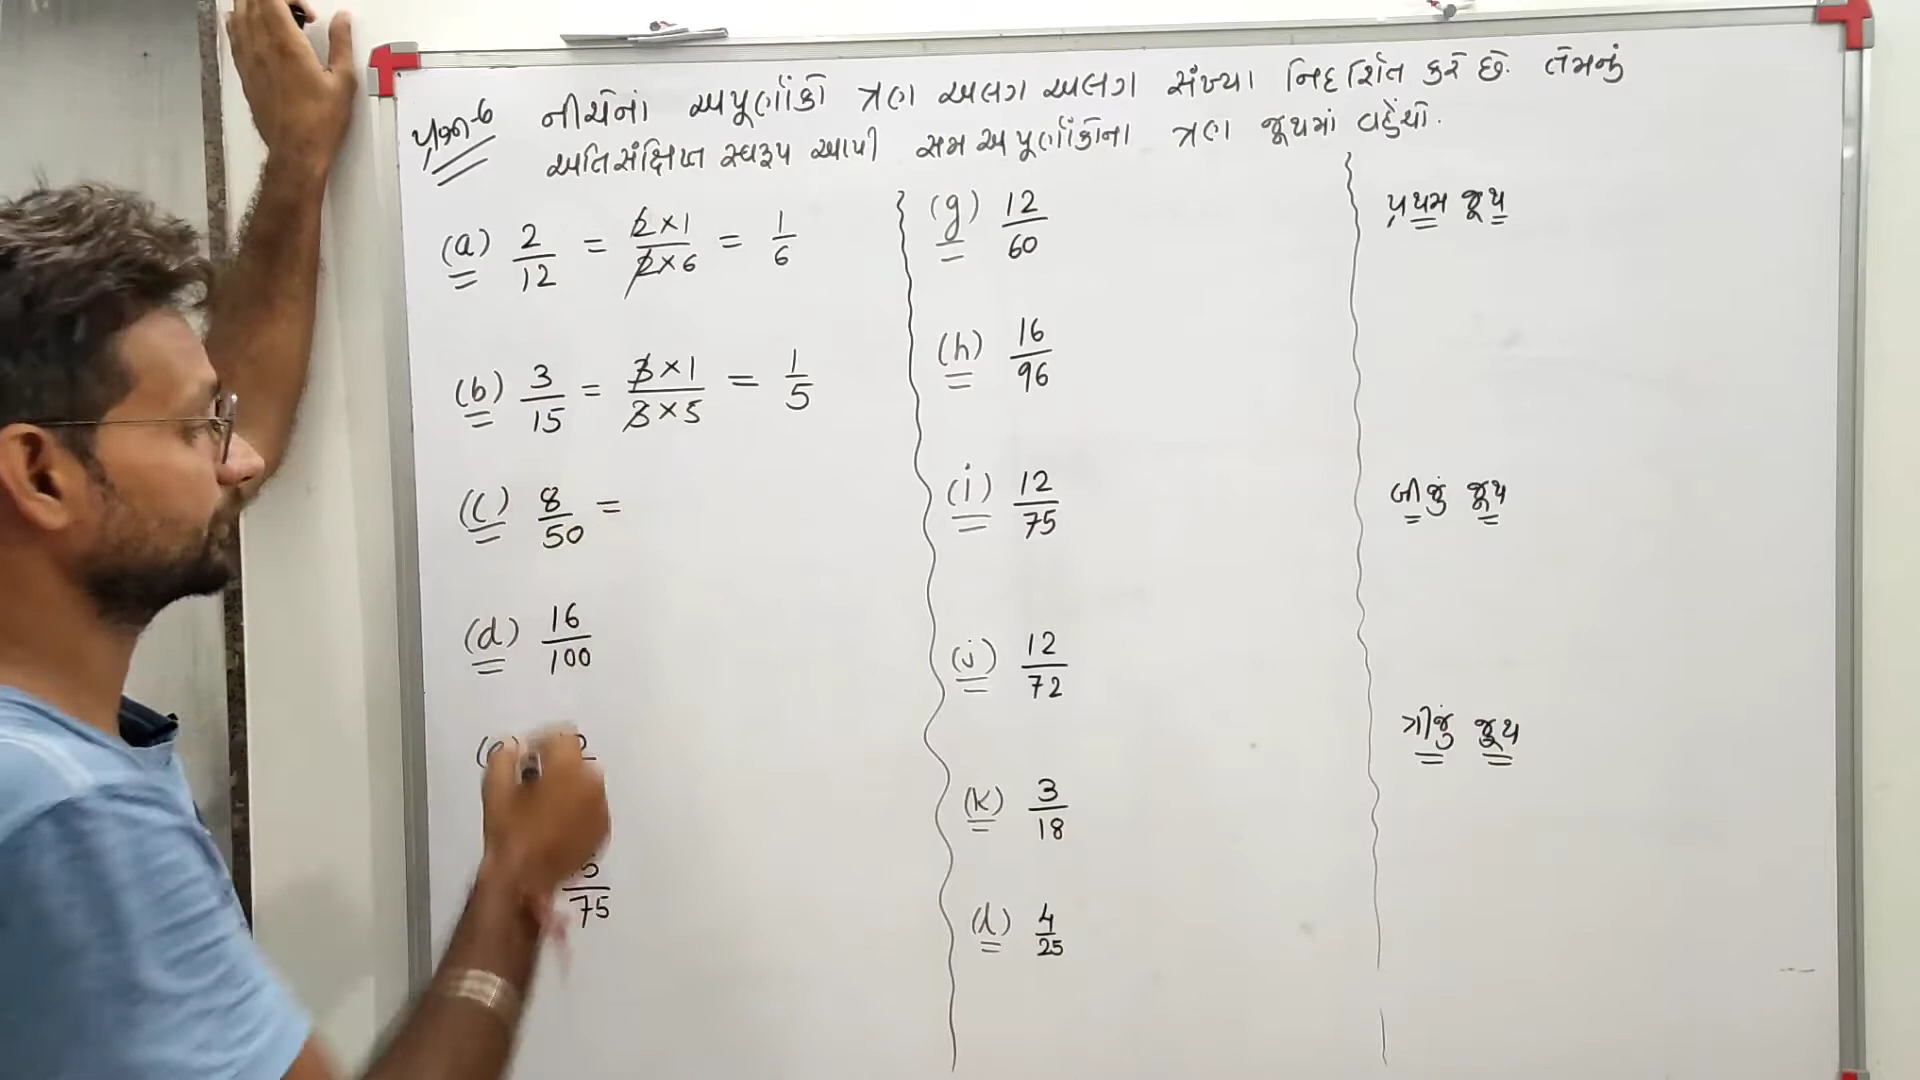 પ્રશ્ન-6 નીચેનાં અપૂર્ણાંકો ત્રણ અલગ અલગ સંખ્યા નિદર્શિત કરે છે. તેમનું
અતિસંક્ષિપ્ત સ્વરૂપ આપી સમ અપૂર્ણાંકોના ત્રણ જૂથમાં વહેંચો.
(a) 2/12 = 2×1/2×6 = 1/6
(b) 3/15 = 3×1/3×5 = 1/5
(c) 8/50 =
(d) 16/100
(e)
/75
(g) 12/60
(h) 16/96
(i) 12/75
(j) 12/72
(k) 3/18
(l) 4/25
પ્રથમ જૂથ
બીજું જૂથ
ત્રીજું જૂથ